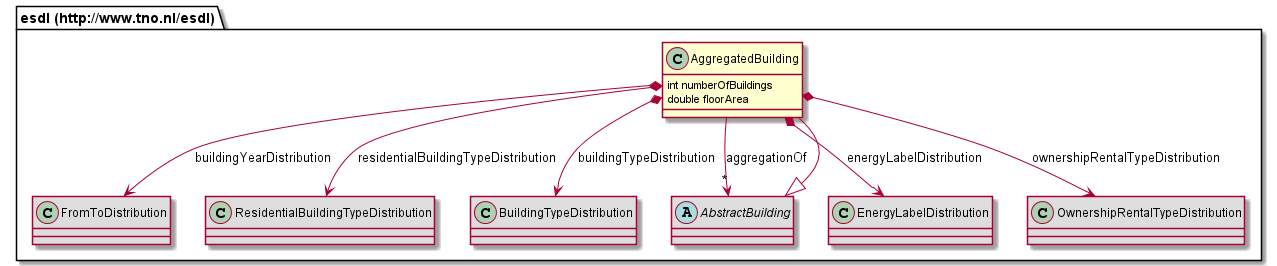 esdl (http://www.tno.nl/esdl)
C AggregatedBuilding
int numberOfBuildings
double floorArea
buildingYearDistribution
residentialBuildingTypeDistribution
buildingTypeDistribution
aggregationOf
*
energyLabelDistribution
ownershipRentalTypeDistribution
C FromToDistribution
C ResidentialBuildingTypeDistribution
C BuildingTypeDistribution
A AbstractBuilding
C EnergyLabelDistribution
C OwnershipRentalTypeDistribution